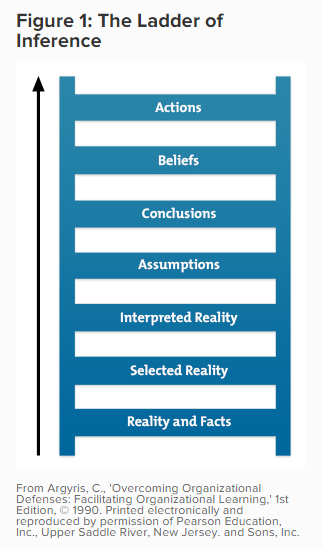 Figure 1: The Ladder of
Inference
Actions
Beliefs
Conclusions
Assumptions
Interpreted Reality
Selected Reality
Reality and Facts
From Argyris, C., 'Overcoming Organizational
Defenses: Facilitating Organizational Learning,' 1st
Edition, © 1990. Printed electronically and
reproduced by permission of Pearson Education,
Inc., Upper Saddle River, New Jersey. and Sons, Inc.